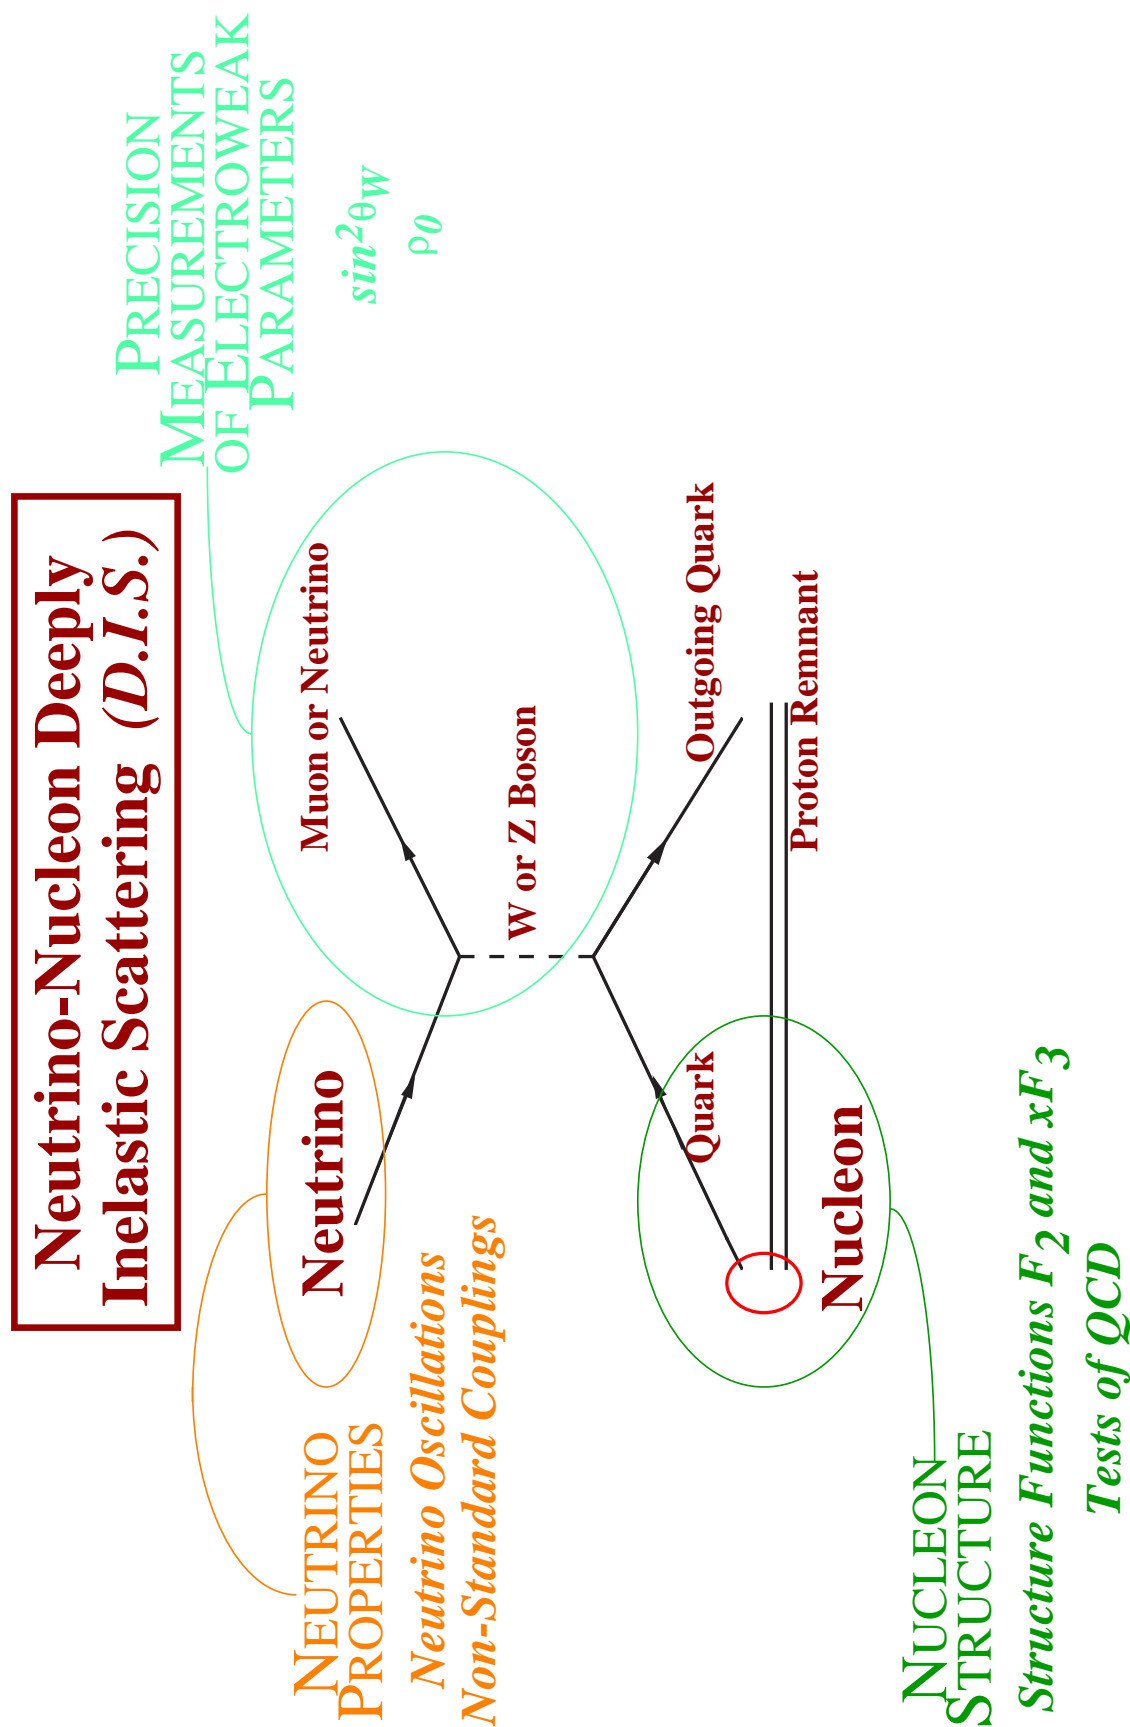 Neutrino-Nucleon Deeply
Inelastic Scattering (D.I.S.)
PRECISION
MEASUREMENTS
OF ELECTROWEAK
PARAMETERS
sin²θW
ρ0
NEUTRINO
PROPERTIES
Neutrino Oscillations
Non-Standard Couplings
Neutrino
Muon or Neutrino
W or Z Boson
Quark
Outgoing Quark
Proton Remnant
Nucleon
NUCLEON
STRUCTURE
Structure Functions F2 and xF3
Tests of QCD